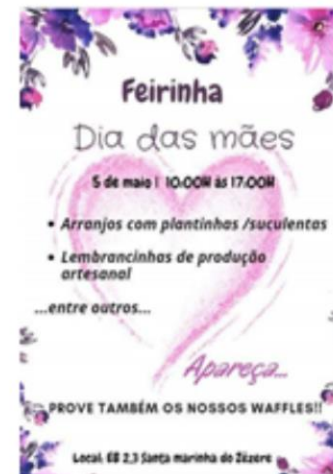 Feirinha
Dia das mães
5 de maio | 10:00H às 17:00H
• Arranjos com plantinhas /suculentas
• Lembrancinhas de produção
artesanal
...entre outros...
Apareça...
PROVE TAMBÉM OS NOSSOS WAFFLES!!
Local: EB 2,3 Santa marinha do Zêzere